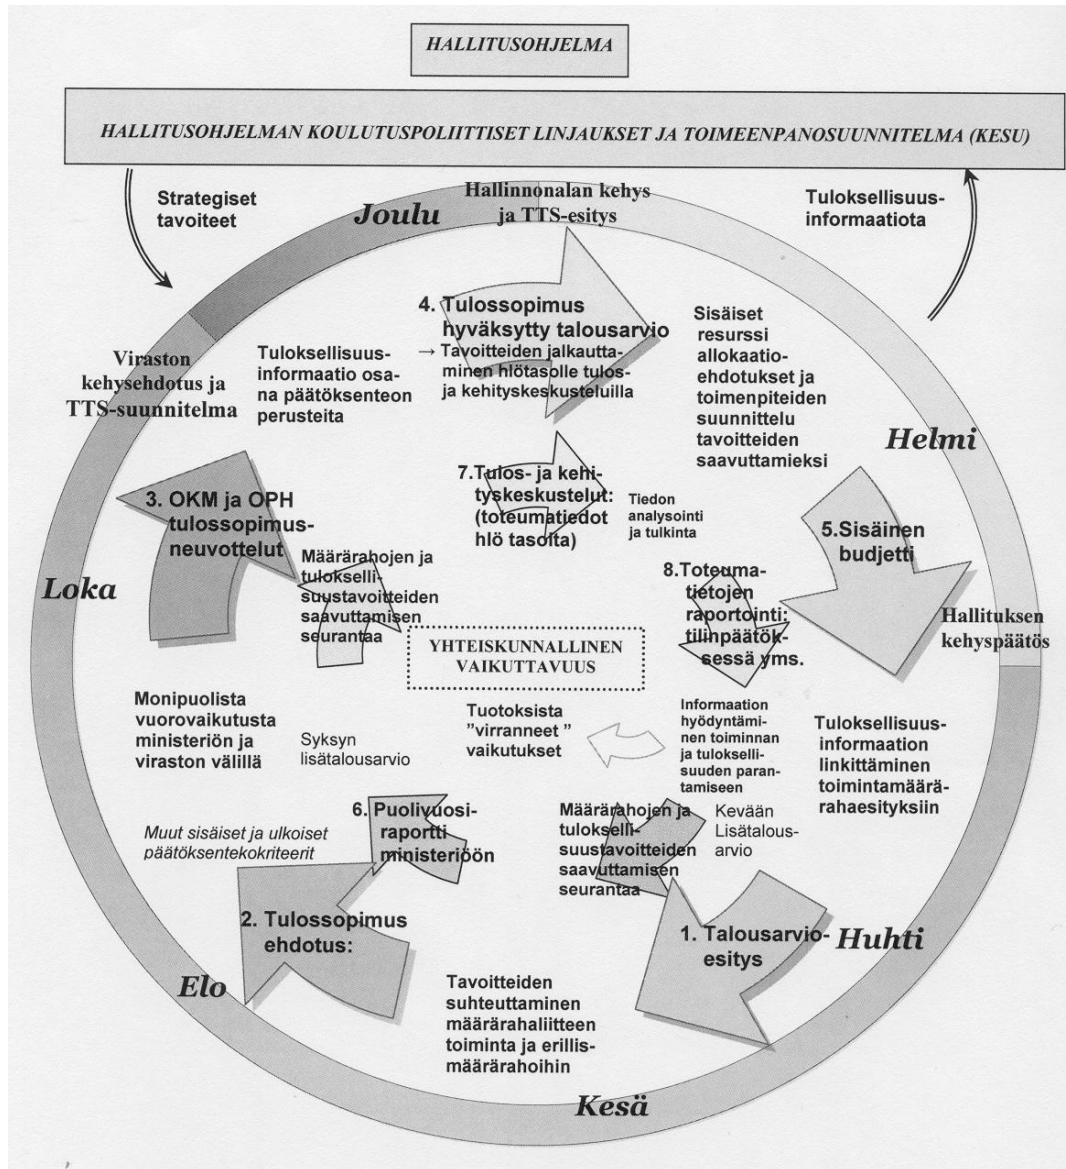 HALLITUSOHJELMA
HALLITUSOHJELMAN KOULUTUSPOLIITTISET LINJAUKSET JA TOIMEENPANOSUUNNITELMA (KESU)
Strategiset
tavoiteet
Joulu
Hallinnonalan kehys
ja TTS-esitys
Tuloksellisuus-
informaatiota
4. Tulossopimus
hyväksytty talousarvio
→ Tavoitteiden jalkautta-
minen hlötasolle tulos-
ja kehityskeskusteluilla
Sisäiset
resurssi
allokaatio-
ehdotukset ja
toimenpiteiden
suunnittelu
tavoitteiden
saavuttamieksi
Viraston
kehysehdotus ja
TTS-suunnitelma
Tuloksellisuus-
informaatio osa-
na päätöksenteon
perusteita
Helmi
7.Tulos- ja kehi-
tyskeskustelut:
(toteumatiedot
hlö tasolta)
Tiedon
analysointi
ja tulkinta
3. OKM ja OPH
tulossopimus-
neuvottelut
5.Sisäinen
budjetti
Loka
Määrärahojen ja
tulokselli-
suustavoitteiden
saavuttamisen
seurantaa
8.Toteuma-
tietojen
raportointi:
tilinpäätök-
sessä yms.
Hallituksen
kehyspäätös
YHTEISKUNNALLINEN
VAIKUTTAVUUS
Monipuolista
vuorovaikutusta
ministeriön ja
viraston välillä
Syksyn
lisätalousarvio
Tuotoksista
”virranneet ”
vaikutukset
Informaation
hyödyntämi-
nen toiminnan
ja tulokselli-
suuden paran-
tamiseen
Tuloksellisuus-
informaation
linkittäminen
toimintamäärä-
rahaesityksiin
6. Puolivuosi-
raportti
ministeriöön
Määrärahojen ja
tulokselli-
suustavoitteiden
saavuttamisen
seurantaa
Kevään
Lisätalous-
arvio
Muut sisäiset ja ulkoiset
päätöksentekokriteerit
2. Tulossopimus
ehdotus:
1. Talousarvio-
esitys
Huhti
Elo
Tavoitteiden
suhteuttaminen
määrärahaliitteen
toiminta ja erillis-
määrärahoihin
Kesä